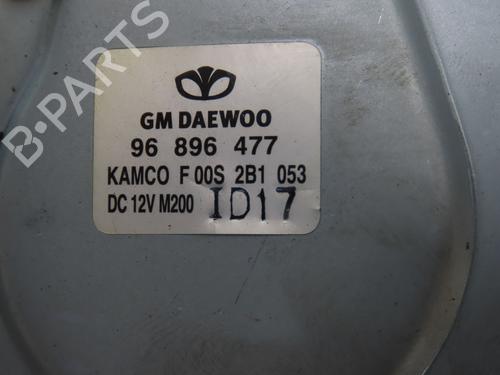 GM DAEWOO
96 896 477
KAMCO F 00S 2B1 053
DC 12V M200 ID17
B-PARTS